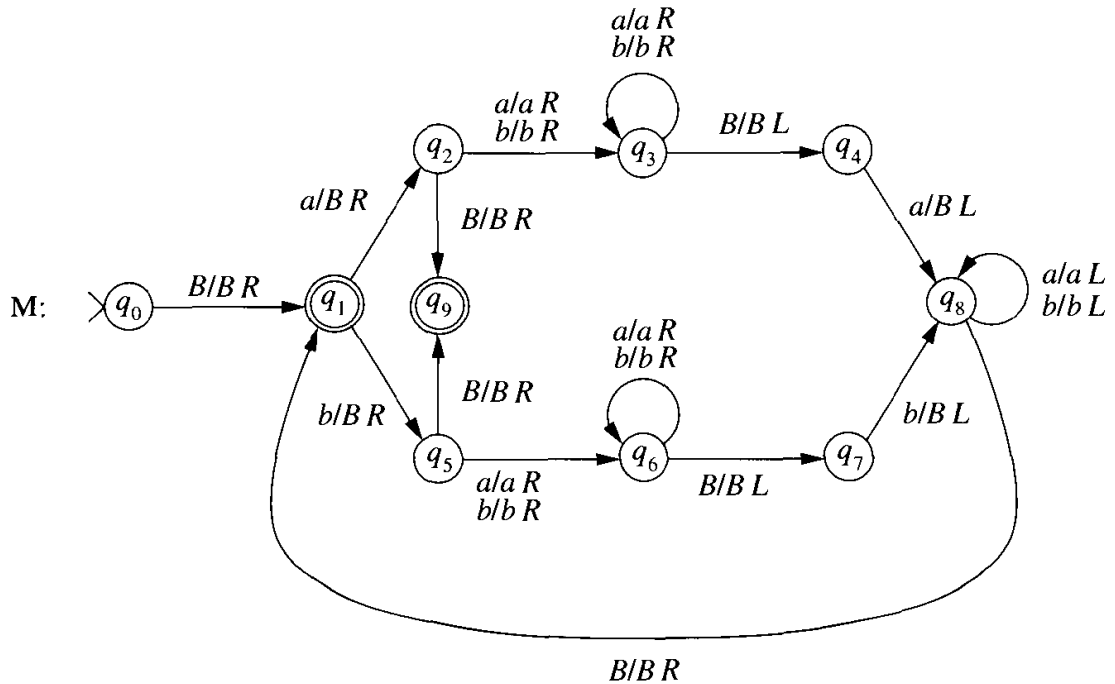 a/a R
b/b R
a/a R
b/b R
B/B L
q2
q3
q4
a/B R
B/B R
a/B L
M:
q0
B/B R
q1
q9
q8
a/a L
b/b L
a/a R
b/b R
b/B R
B/B R
b/B L
q5
q6
q7
a/a R
b/b R
B/B L
B/B R